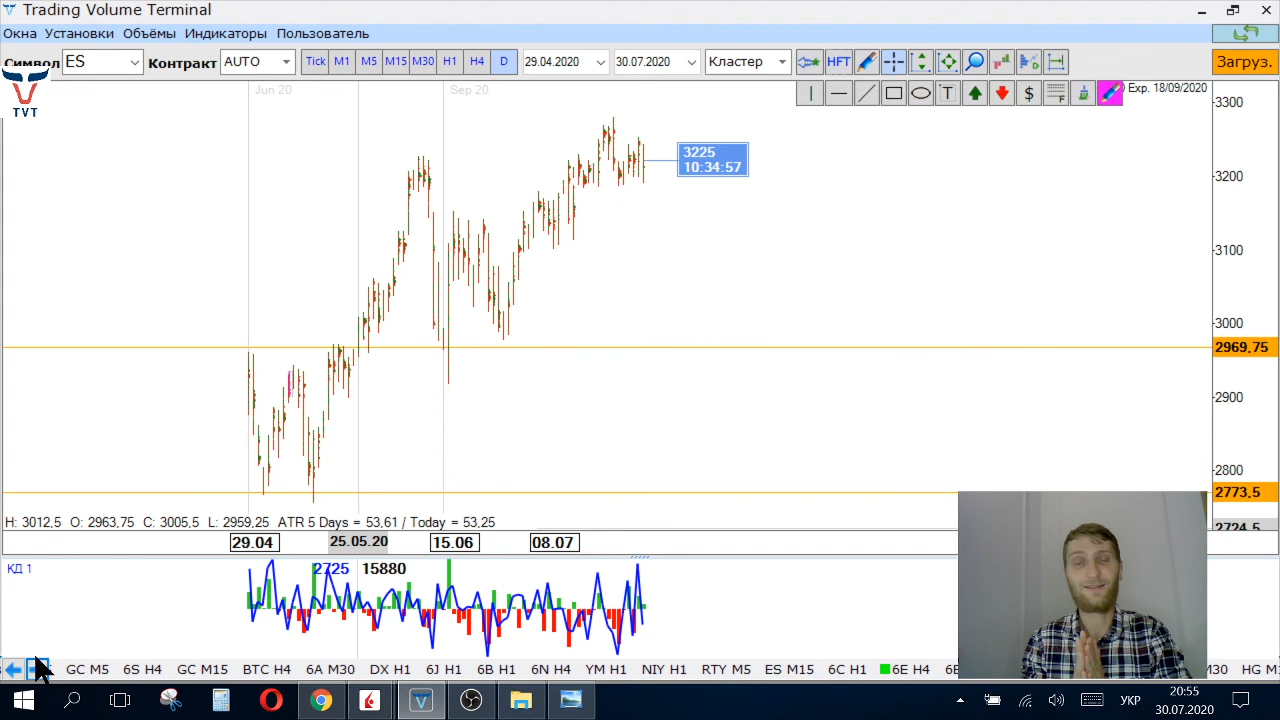 Trading Volume Terminal
Окна Установки Объёмы Индикаторы Пользователь
Символ ES Контракт AUTO Tick M1 M5 M15 M30 H1 H4 D 29.04.2020 30.07.2020 Кластер HFT Загруз.
TVT
Jun 20 Sep 20
T F $ Exp. 18/09/2020
3300
3225
10:34:57
3200
3100
3000
2969,75
2900
2800
2773,5
2724,5
H: 3012,5 O: 2963,75 C: 3005,5 L: 2959,25 ATR 5 Days = 53,61 / Today = 53,25
29.04 25.05.20 15.06 08.07
КД 1 2725 15880
GC M5 6S H4 GC M15 BTC H4 6A M30 DX H1 6J H1 6B H1 6N H4 YM H1 NIY H1 RTY M5 ES M15 6C H1 6E H4 M30 HG
УКР
20:55
30.07.2020